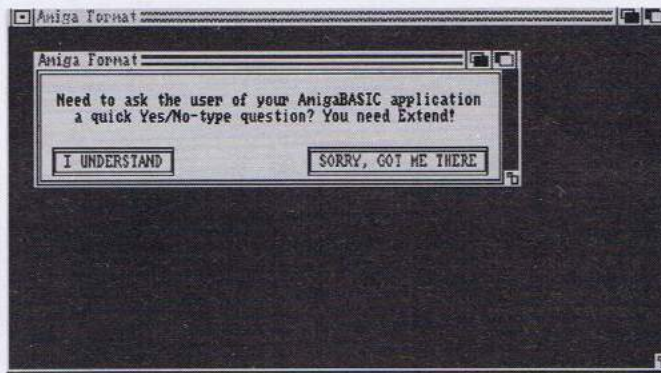 Amiga Format
Amiga Format
Need to ask the user of your AmigaBASIC application
a quick Yes/No-type question? You need Extend!
I UNDERSTAND
SORRY, GOT ME THERE